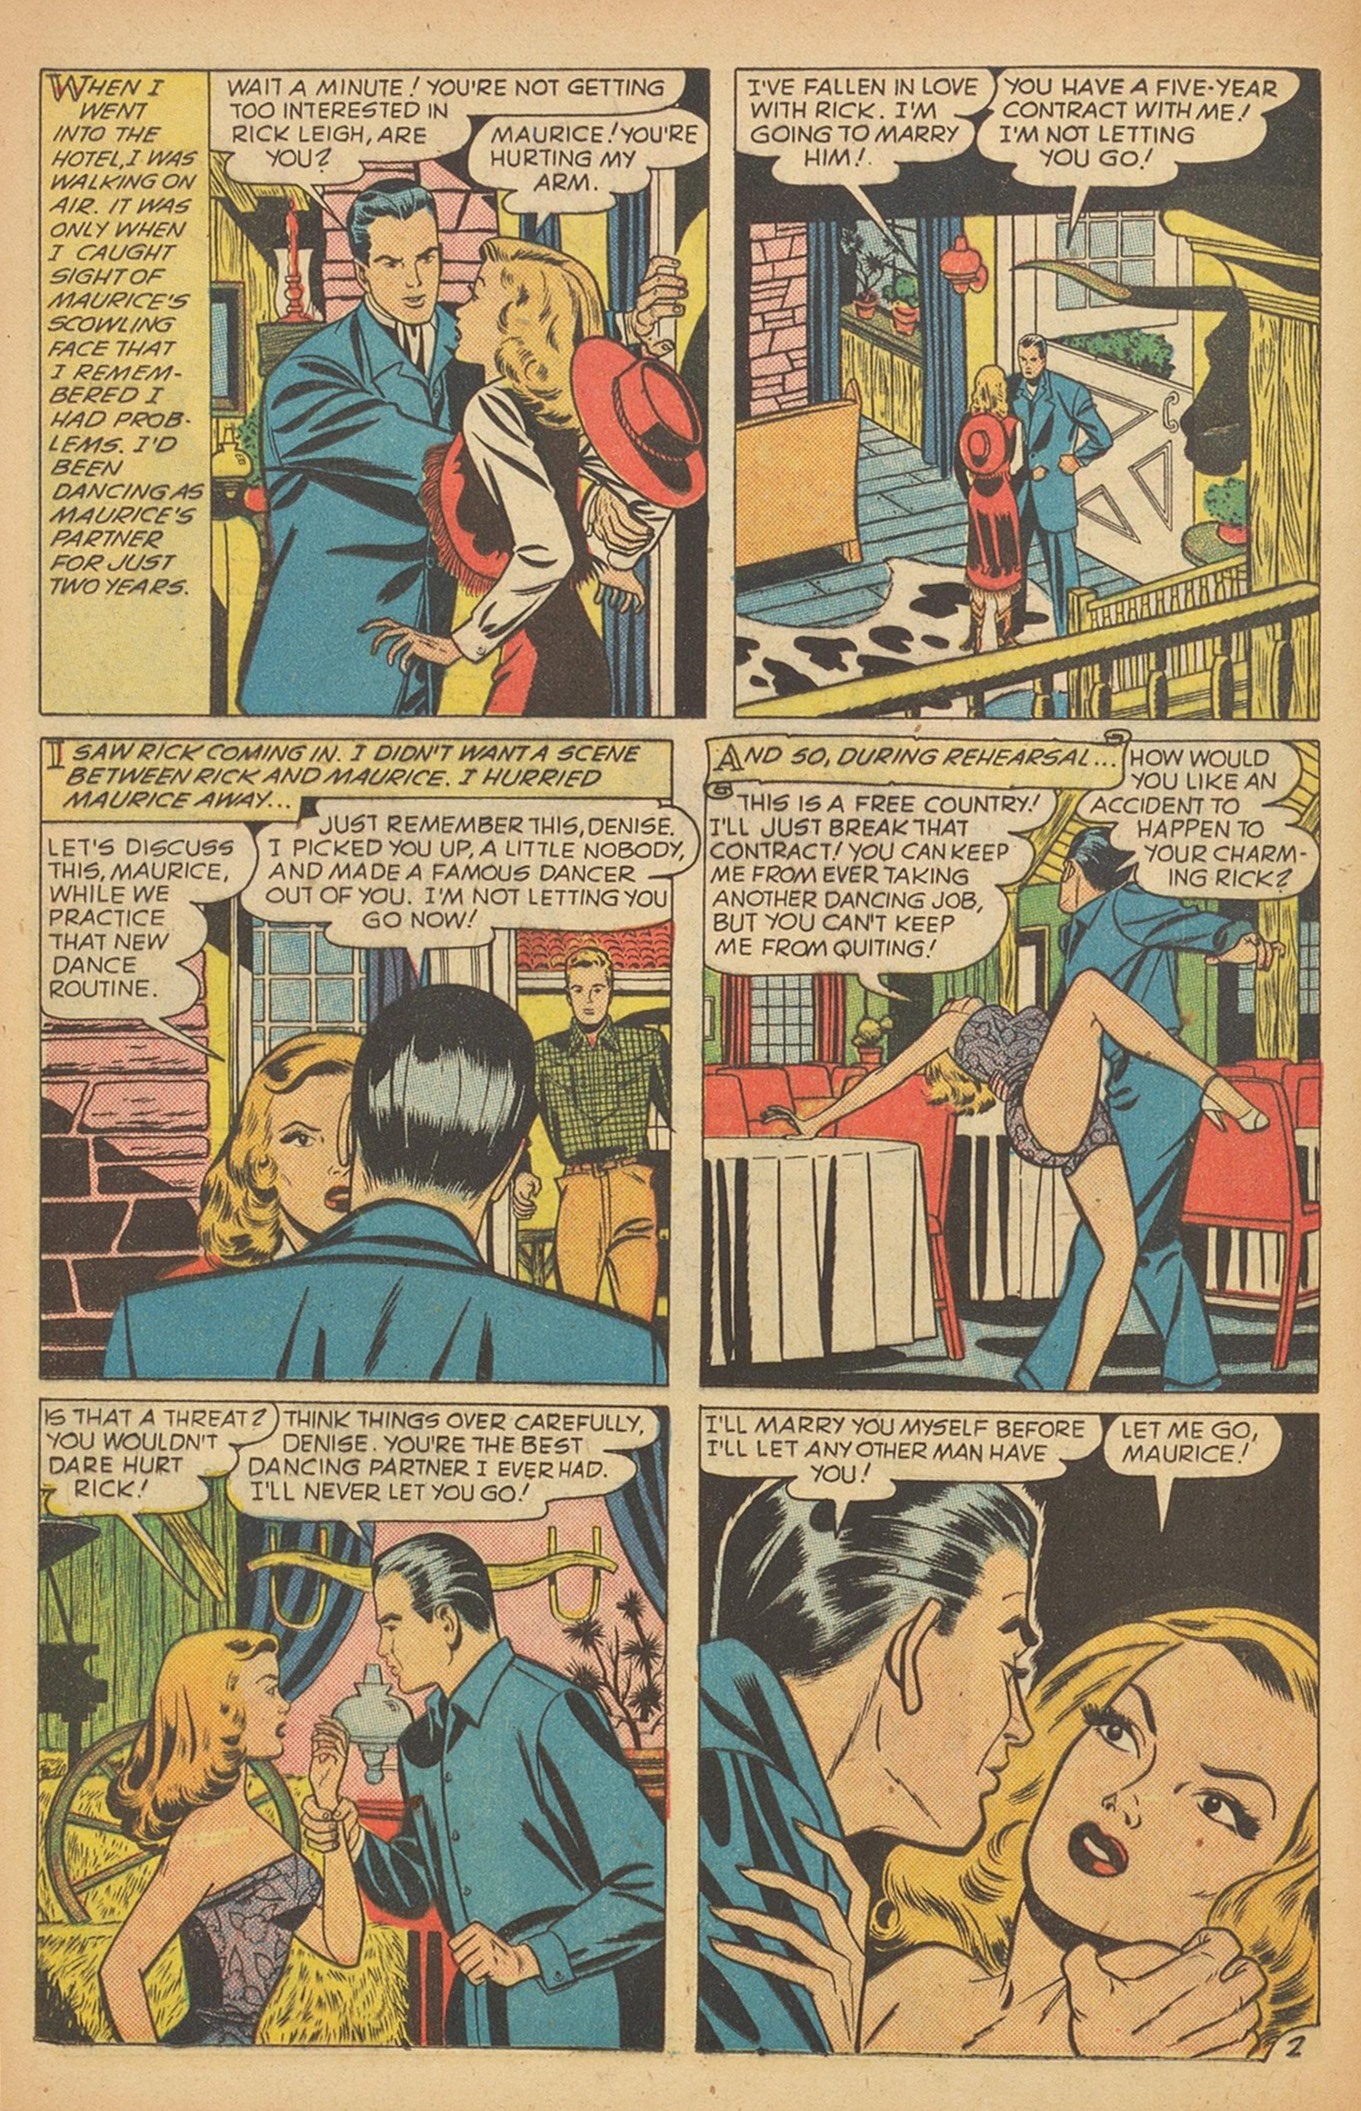 WHEN I
WENT
INTO THE
HOTEL, I WAS
WALKING ON
AIR. IT WAS
ONLY WHEN
I CAUGHT
SIGHT OF
MAURICE'S
SCOWLING
FACE THAT
I REMEM-
BERED I
HAD PROB-
LEMS. I'D
BEEN
DANCING AS
MAURICE'S
PARTNER
FOR JUST
TWO YEARS.
WAIT A MINUTE! YOU'RE NOT GETTING
TOO INTERESTED IN
RICK LEIGH, ARE
YOU?
MAURICE! YOU'RE
HURTING MY
ARM.
I'VE FALLEN IN LOVE
WITH RICK. I'M
GOING TO MARRY
HIM!
YOU HAVE A FIVE-YEAR
CONTRACT WITH ME!
I'M NOT LETTING
YOU GO!
I SAW RICK COMING IN. I DIDN'T WANT A SCENE
BETWEEN RICK AND MAURICE. I HURRIED
MAURICE AWAY...
LET'S DISCUSS
THIS, MAURICE,
WHILE WE
PRACTICE
THAT NEW
DANCE
ROUTINE.
JUST REMEMBER THIS, DENISE.
I PICKED YOU UP, A LITTLE NOBODY,
AND MADE A FAMOUS DANCER
OUT OF YOU. I'M NOT LETTING YOU
GO NOW!
AND SO, DURING REHEARSAL...
THIS IS A FREE COUNTRY!
I'LL JUST BREAK THAT
CONTRACT! YOU CAN KEEP
ME FROM EVER TAKING
ANOTHER DANCING JOB,
BUT YOU CAN'T KEEP
ME FROM QUITING!
HOW WOULD
YOU LIKE AN
ACCIDENT TO
HAPPEN TO
YOUR CHARM-
ING RICK?
IS THAT A THREAT?
YOU WOULDN'T
DARE HURT
RICK!
THINK THINGS OVER CAREFULLY,
DENISE. YOU'RE THE BEST
DANCING PARTNER I EVER HAD.
I'LL NEVER LET YOU GO!
I'LL MARRY YOU MYSELF BEFORE
I'LL LET ANY OTHER MAN HAVE
YOU!
LET ME GO,
MAURICE!
2